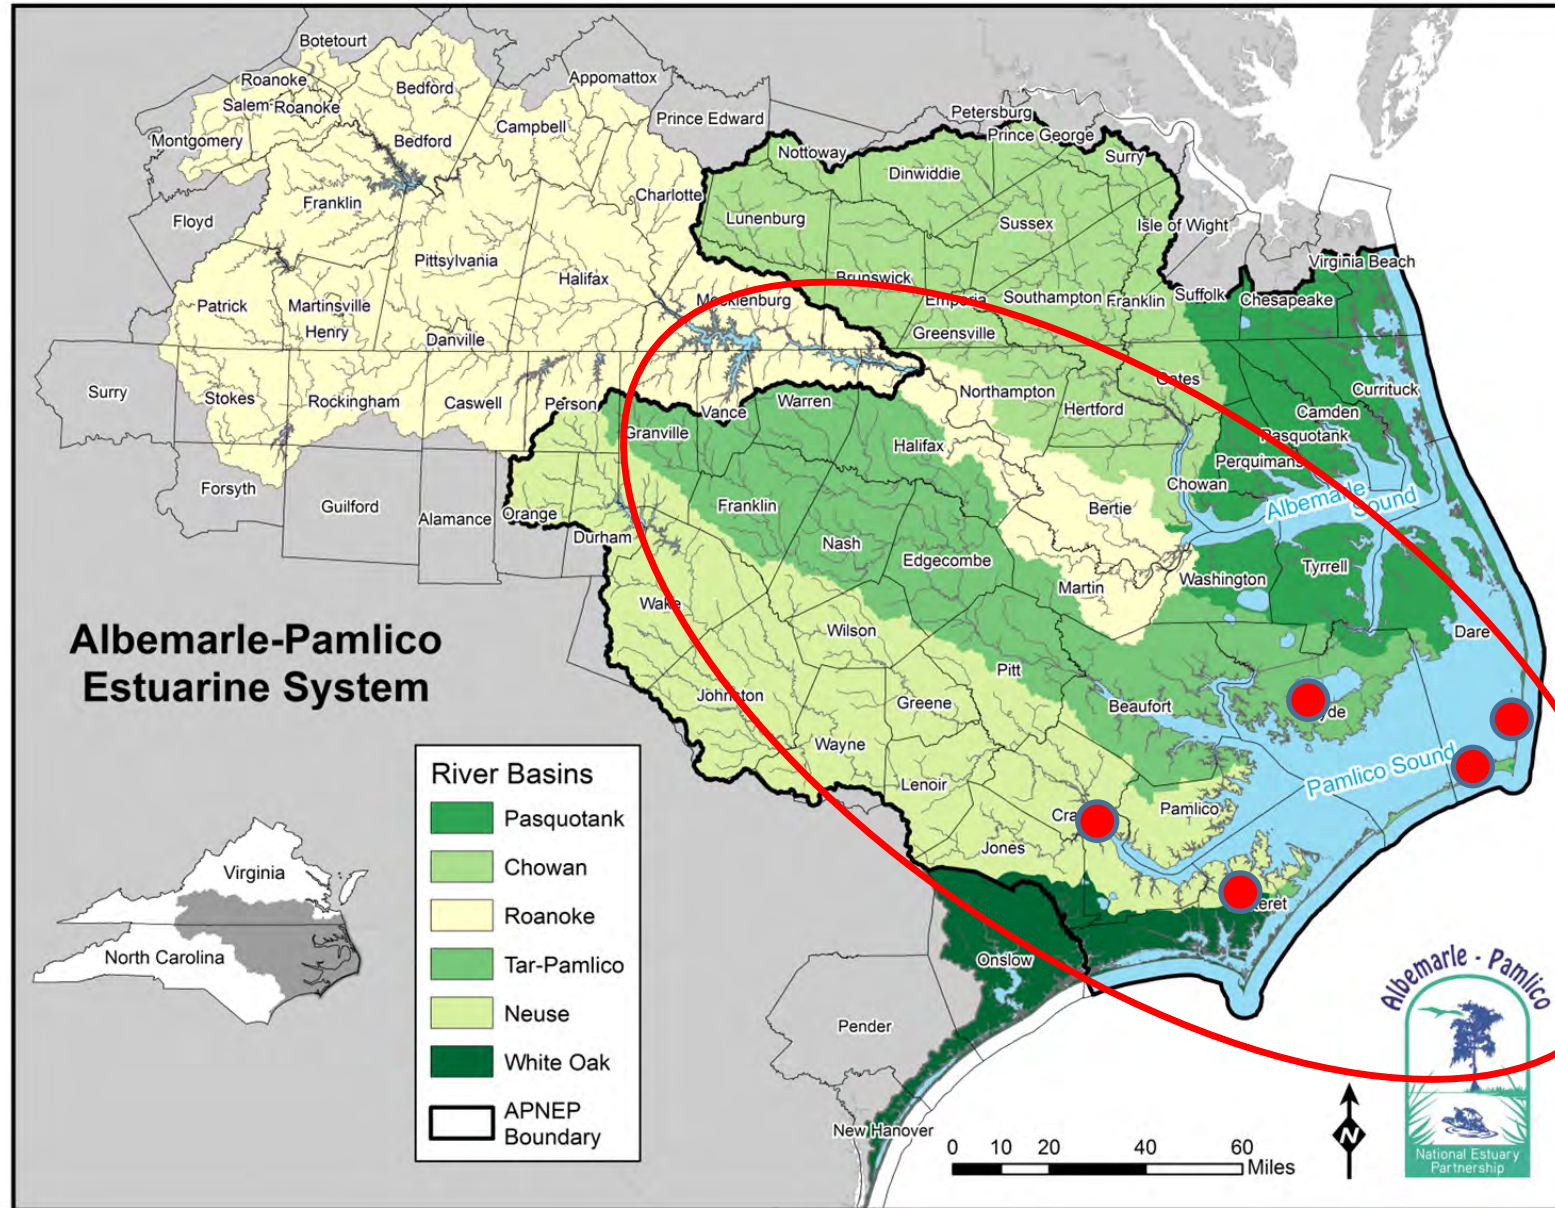 Botetourt
Roanoke
Salem
Roanoke
Bedford
Appomattox
Montgomery
Bedford
Campbell
Prince Edward
Petersburg
Prince George
Nottoway
Dinwiddie
Surry
Floyd
Franklin
Charlotte
Lunenburg
Sussex
Isle of Wight
Pittsylvania
Halifax
Brunswick
Virginia Beach
Patrick
Martinsville
Henry
Mecklenburg
Emporia
Southampton
Franklin
Suffolk
Chesapeake
Danville
Greensville
Surry
Stokes
Rockingham
Caswell
Person
Vance
Warren
Northampton
Gates
Hertford
Currituck
Camden
Pasquotank
Perquimans
Granville
Halifax
Chowan
Forsyth
Guilford
Alamance
Orange
Durham
Franklin
Nash
Edgecombe
Bertie
Albemarle
Sound
Martin
Washington
Tyrrell
Dare
Wake
Wilson
Pitt
Albemarle-Pamlico
Estuarine System
Johnston
Greene
Beaufort
yde
Wayne
Lenoir
Pamlico Sound
Cra
Pamlico
Jones
eret
Onslow
Pender
New Hanover
River Basins
Pasquotank
Chowan
Roanoke
Tar-Pamlico
Neuse
White Oak
APNEP
Boundary
Virginia
North Carolina
0 10 20 40 60
Miles
N
Albemarle - Pamlico
National Estuary
Partnership